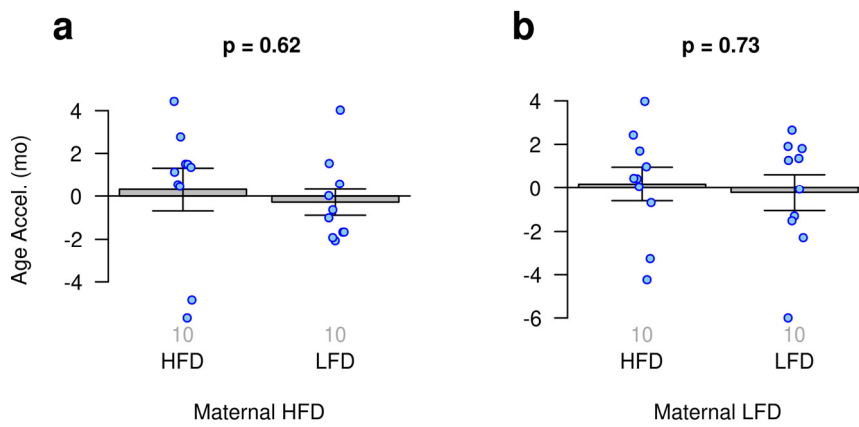 a
b
p = 0.62
p = 0.73
Age Accel. (mo)
4
2
0
-2
-4
4
2
0
-2
-4
-6
10
10
10
10
HFD
LFD
HFD
LFD
Maternal HFD
Maternal LFD